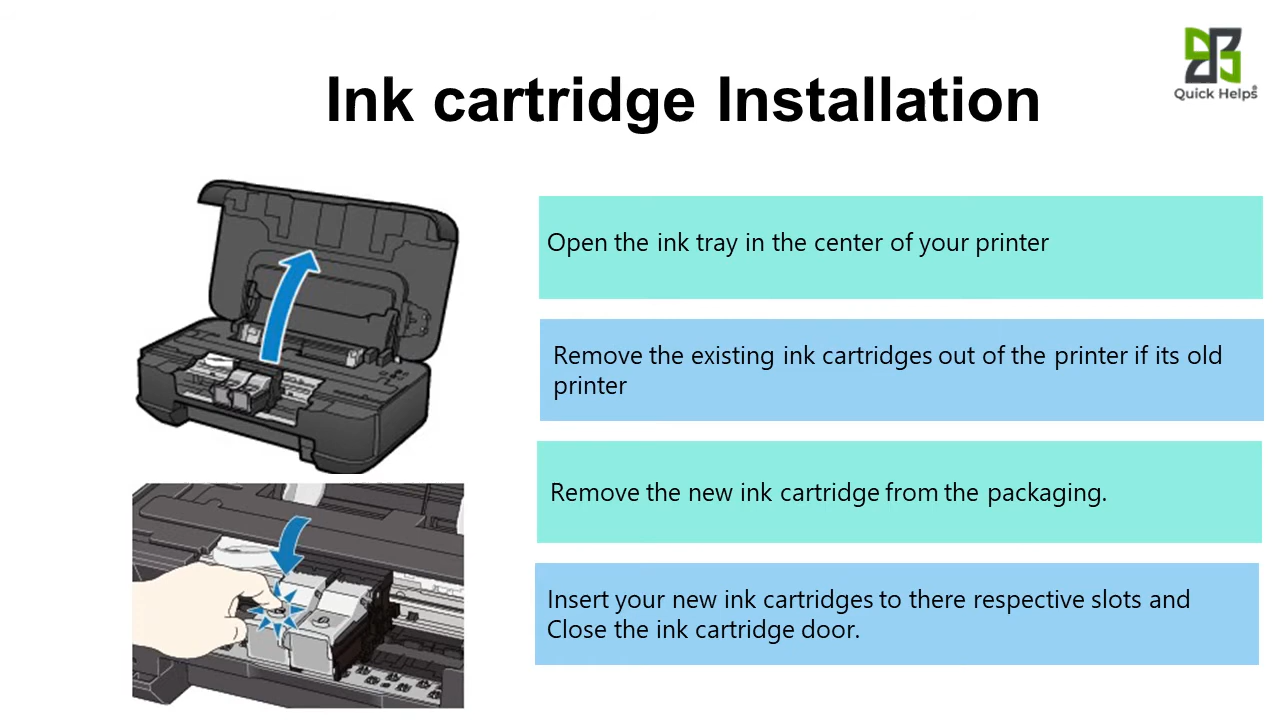 Quick Helps®
Ink cartridge Installation
Open the ink tray in the center of your printer
Remove the existing ink cartridges out of the printer if its old
printer
Remove the new ink cartridge from the packaging.
Insert your new ink cartridges to there respective slots and
Close the ink cartridge door.